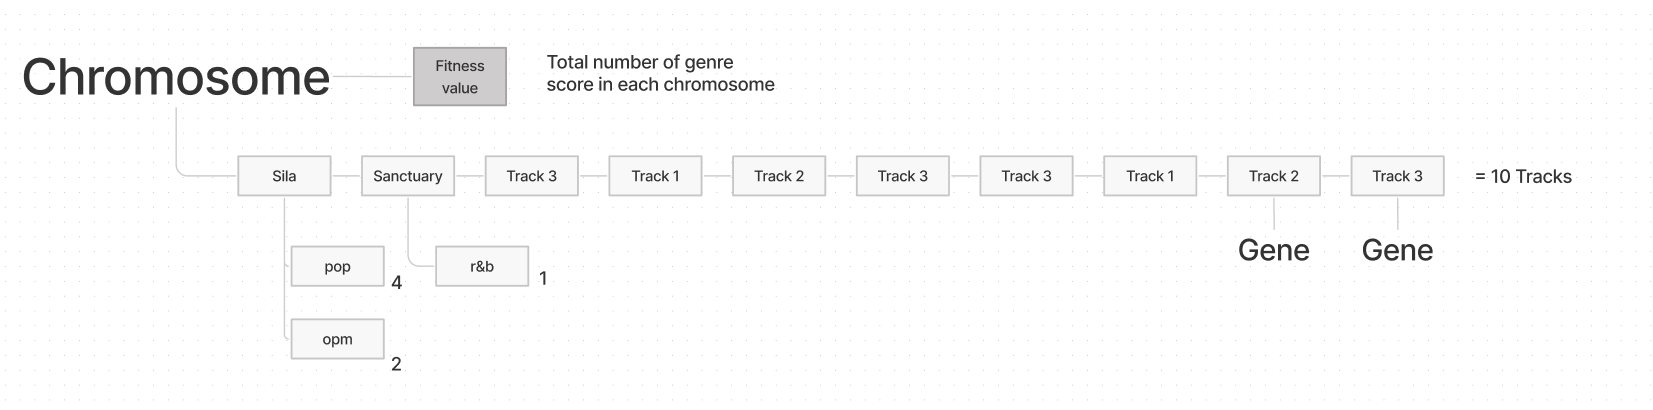 Chromosome
Fitness
value
Total number of genre
score in each chromosome
Sila
Sanctuary
Track 3
Track 1
Track 2
Track 3
Track 3
Track 1
Track 2
Track 3
= 10 Tracks
Gene
Gene
pop
4
r&b
1
opm
2